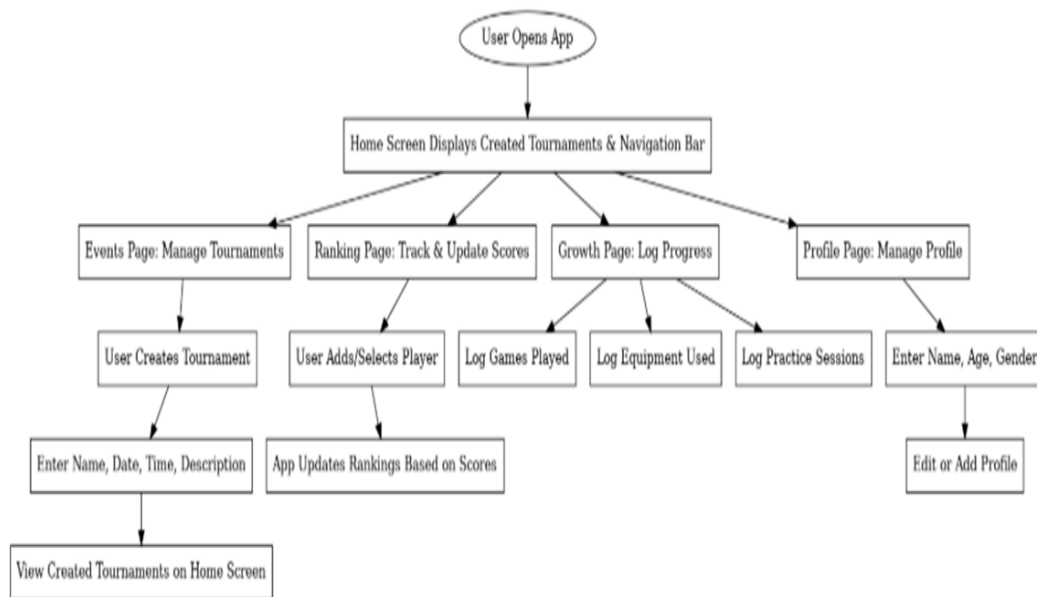 User Opens App
Home Screen Displays Created Tournaments & Navigation Bar
Events Page: Manage Tournaments
Ranking Page: Track & Update Scores
Growth Page: Log Progress
Profile Page: Manage Profile
User Creates Tournament
User Adds/Selects Player
Log Games Played
Log Equipment Used
Log Practice Sessions
Enter Name, Age, Gender
Enter Name, Date, Time, Description
App Updates Rankings Based on Scores
Edit or Add Profile
View Created Tournaments on Home Screen